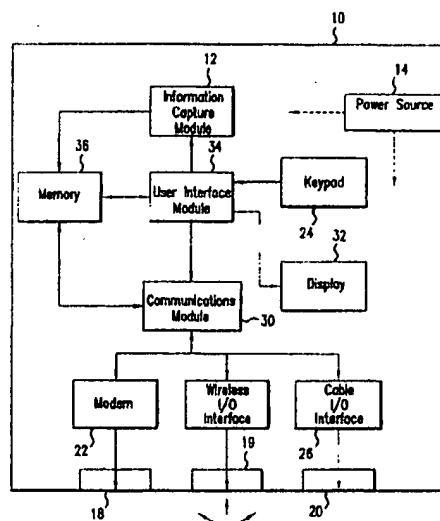 10
12
14
Information
Capture
Module
Power Source
36
34
Memory
User Interface
Module
Keypad
24
32
Display
Communications
Module
30
Modem
Wireless
I/O
Interface
Cable
I/O
Interface
22
19
26
18
20